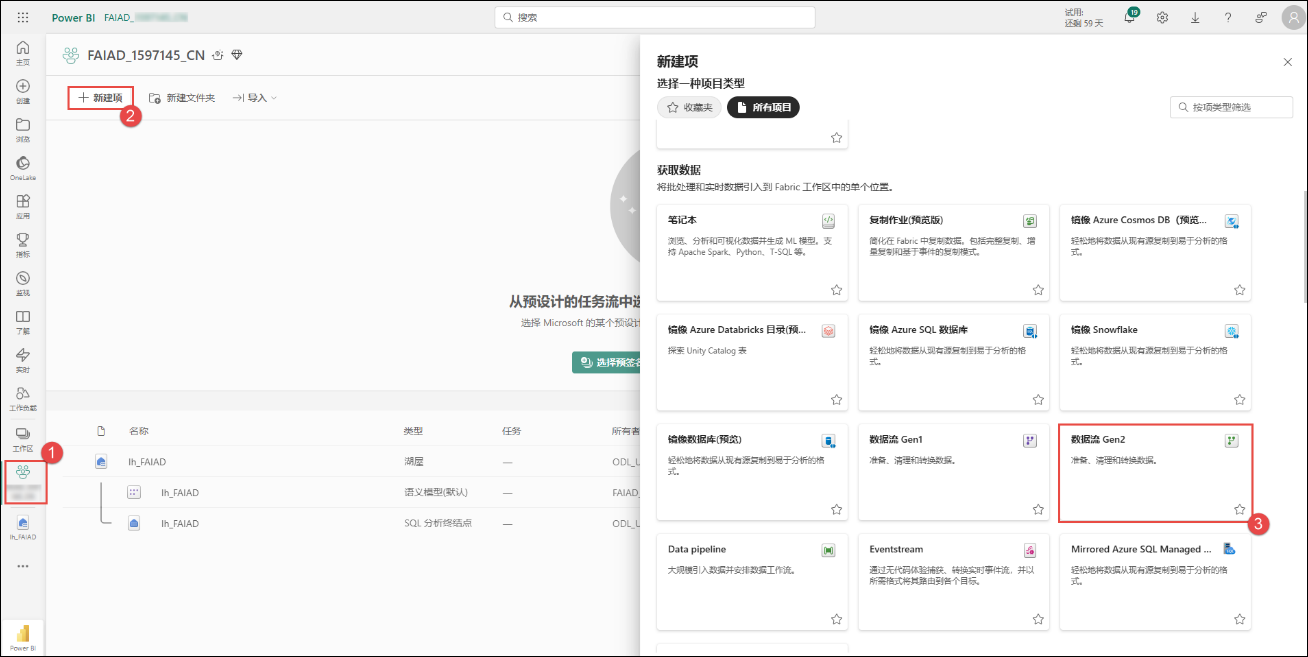 Power BI FAIAD_
搜索
试用:
还剩 59 天
19
主页
创建
浏览
OneLake
应用
指标
监视
了解
实时
工作负载
工作区
1
lh_FAIAD
Power BI
FAIAD_1597145_CN
新建项
新建文件夹
导入
2
从预设计的任务流中选
选择 Microsoft 的某个预设计
名称 类型 任务 所有者
lh_FAIAD 湖屋 — ODL_U
lh_FAIAD 语义模型(默认) — FAIAD_
lh_FAIAD SQL 分析终结点 — ODL_U
新建项
选择一种项目类型
收藏夹
所有项目
按项类型筛选
获取数据
将批处理和实时数据引入到 Fabric 工作区中的单个位置。
笔记本
浏览、分析和可视化数据并生成 ML 模型。支
持 Apache Spark、Python、T-SQL 等。
复制作业(预览版)
简化在 Fabric 中复制数据。包括完整复制、增
量复制和基于事件的复制模式。
镜像 Azure Cosmos DB（预览...
轻松地将数据从现有源复制到易于分析的格
式。
镜像 Azure Databricks 目录(预...
探索 Unity Catalog 表
镜像 Azure SQL 数据库
轻松地将数据从现有源复制到易于分析的格
式。
镜像 Snowflake
轻松地将数据从现有源复制到易于分析的格
式。
镜像数据库(预览)
轻松地将数据从现有源复制到易于分析的格
式。
数据流 Gen1
准备、清理和转换数据。
数据流 Gen2
准备、清理和转换数据。
3
Data pipeline
大规模引入数据并安排数据工作流。
Eventstream
通过无代码体验捕获、转换实时事件流，并以
所需格式将其路由到各个目标。
Mirrored Azure SQL Managed ...
轻松地将数据从现有源复制到易于分析的格
式。